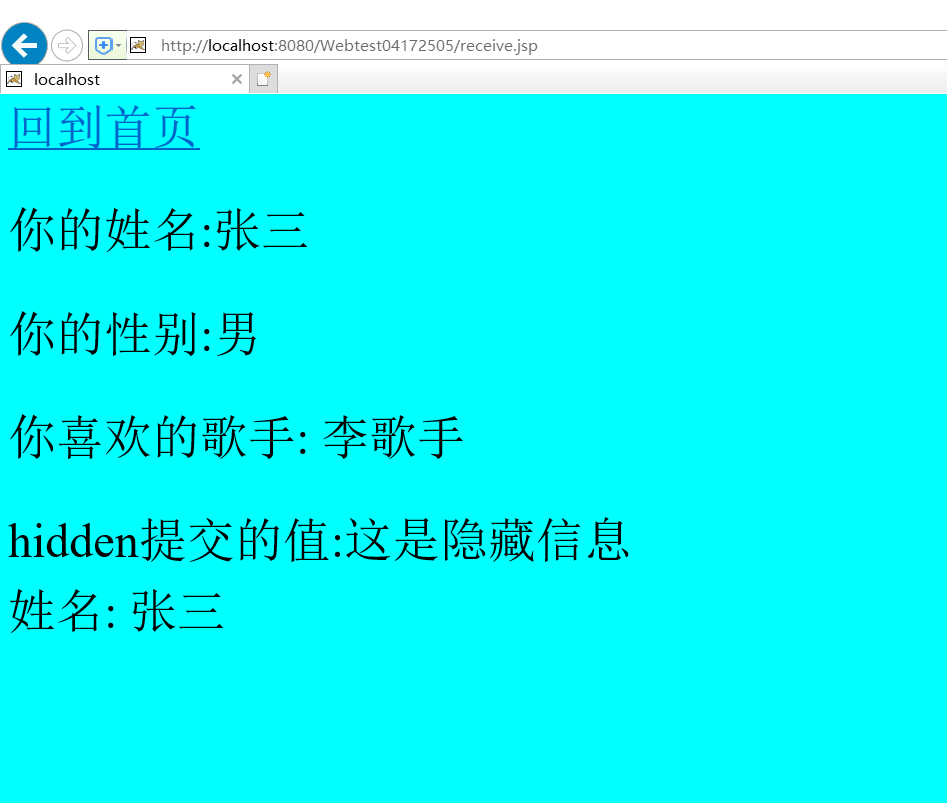 http://localhost:8080/Webtest04172505/receive.jsp
localhost
回到首页
你的姓名:张三
你的性别:男
你喜欢的歌手: 李歌手
hidden提交的值:这是隐藏信息
姓名: 张三